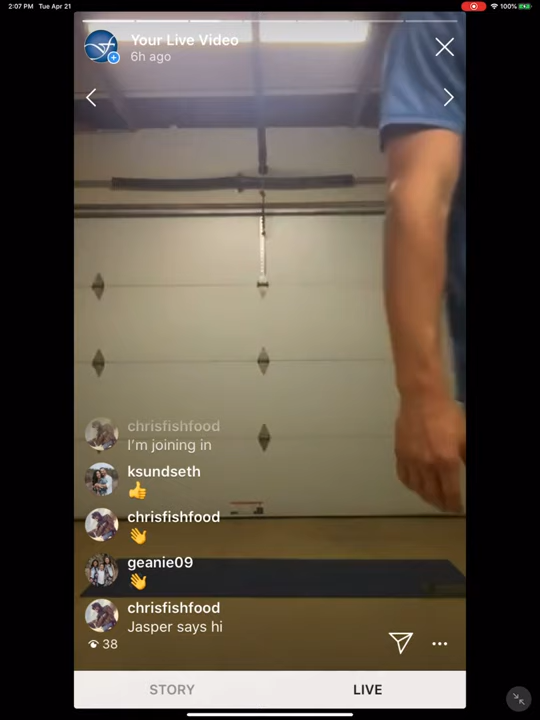 2:07 PM Tue Apr 21
100%
Your Live Video
6h ago
chrisfishfood
I'm joining in
ksundseth
👍
chrisfishfood
👋
geanie09
👋
chrisfishfood
Jasper says hi
38
STORY
LIVE